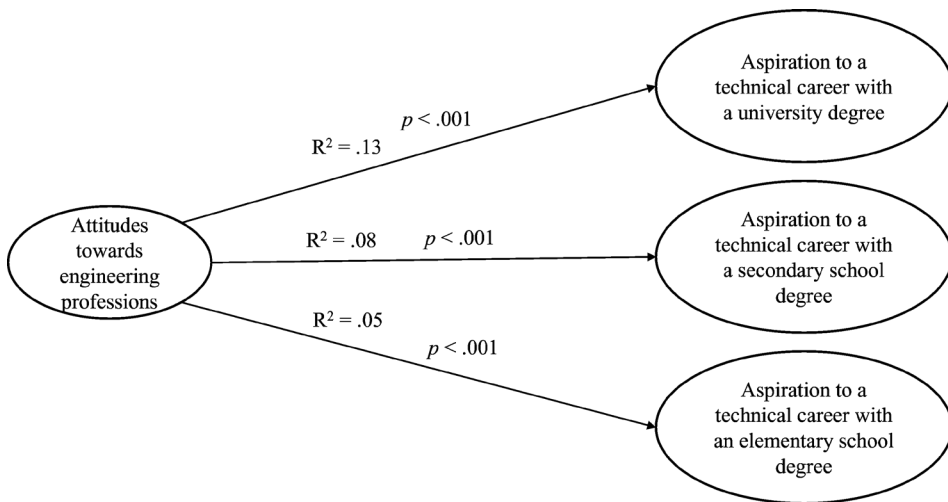 Aspiration to a
technical career with
a university degree
p < .001
R² = .13
Attitudes
towards
engineering
professions
R² = .08
p < .001
Aspiration to a
technical career with
a secondary school
degree
R² = .05
p < .001
Aspiration to a
technical career with
an elementary school
degree